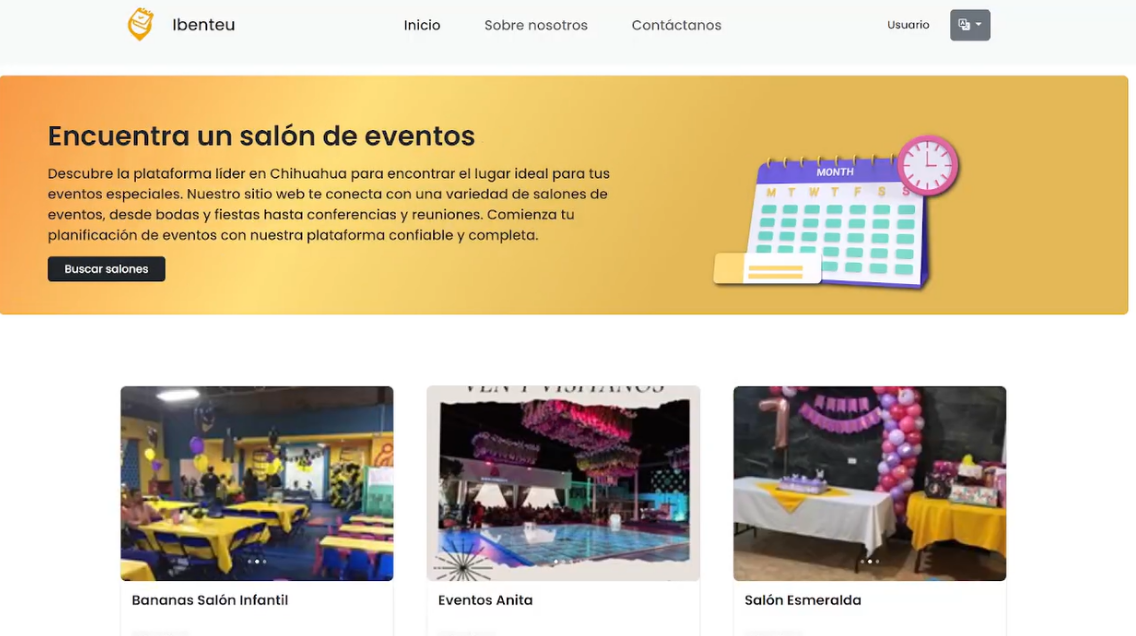 Ibenteu
Inicio
Sobre nosotros
Contáctanos
Usuario
Encuentra un salón de eventos
Descubre la plataforma líder en Chihuahua para encontrar el lugar ideal para tus
eventos especiales. Nuestro sitio web te conecta con una variedad de salones de
eventos, desde bodas y fiestas hasta conferencias y reuniones. Comienza tu
planificación de eventos con nuestra plataforma confiable y completa.
Buscar salones
MONTH
M T W T F S S
VEN Y VISITANOS
Bananas Salón Infantil
Eventos Anita
Salón Esmeralda